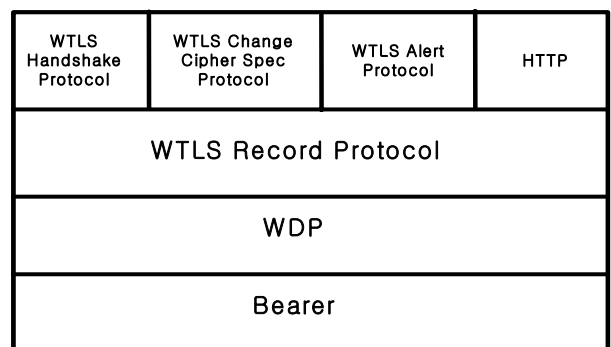 WTLS
Handshake
Protocol
WTLS Change
Cipher Spec
Protocol
WTLS Alert
Protocol
HTTP
WTLS Record Protocol
WDP
Bearer